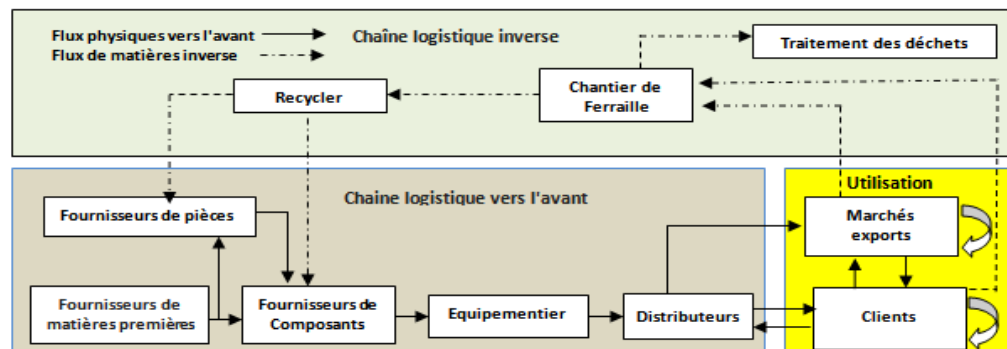 Flux physiques vers l'avant
Chaîne logistique inverse
Flux de matières inverse
Traitement des déchets
Recycler
Chantier de
Ferraille
Chaine logistique vers l'avant
Utilisation
Fournisseurs de pièces
Marchés
exports
Fournisseurs de
matières premières
Fournisseurs de
Composants
Equipementier
Distributeurs
Clients